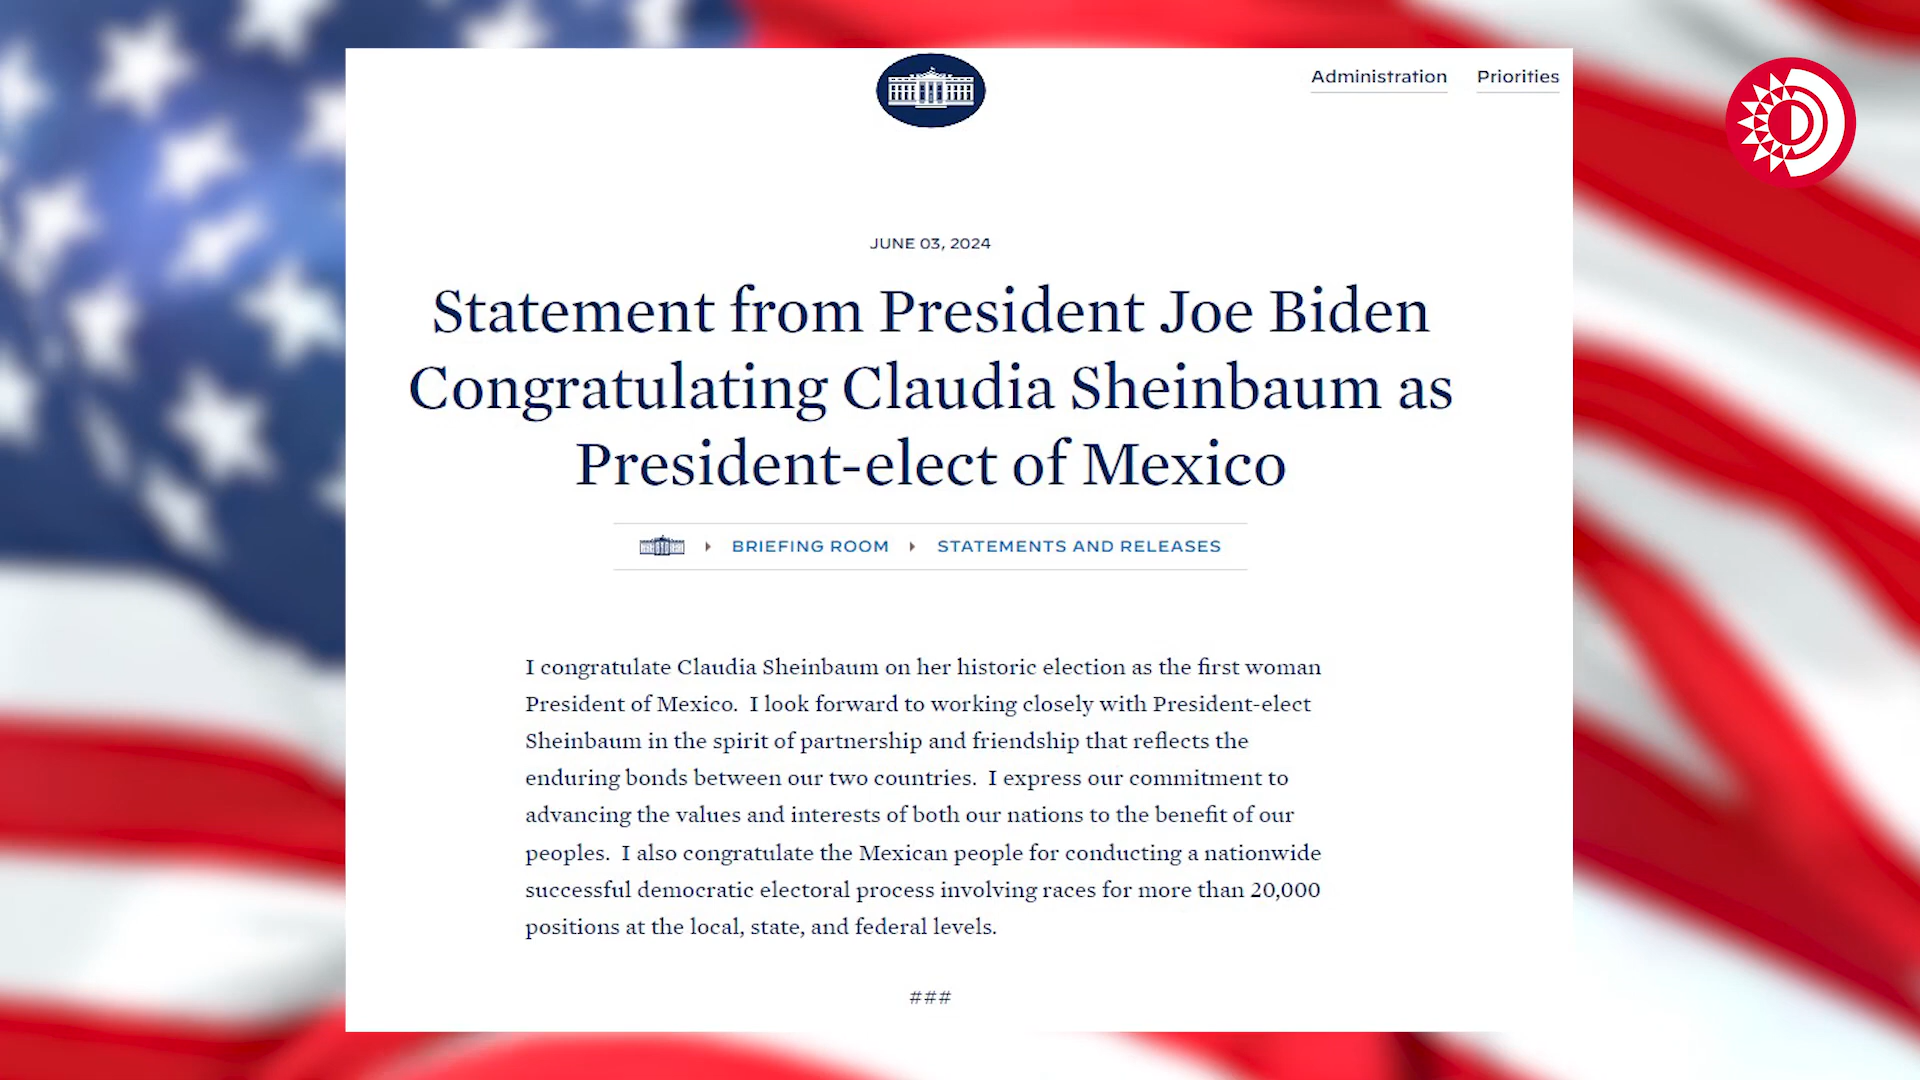 Administration Priorities
JUNE 03, 2024
Statement from President Joe Biden
Congratulating Claudia Sheinbaum as
President-elect of Mexico
BRIEFING ROOM STATEMENTS AND RELEASES
I congratulate Claudia Sheinbaum on her historic election as the first woman
President of Mexico. I look forward to working closely with President-elect
Sheinbaum in the spirit of partnership and friendship that reflects the
enduring bonds between our two countries. I express our commitment to
advancing the values and interests of both our nations to the benefit of our
peoples. I also congratulate the Mexican people for conducting a nationwide
successful democratic electoral process involving races for more than 20,000
positions at the local, state, and federal levels.
###